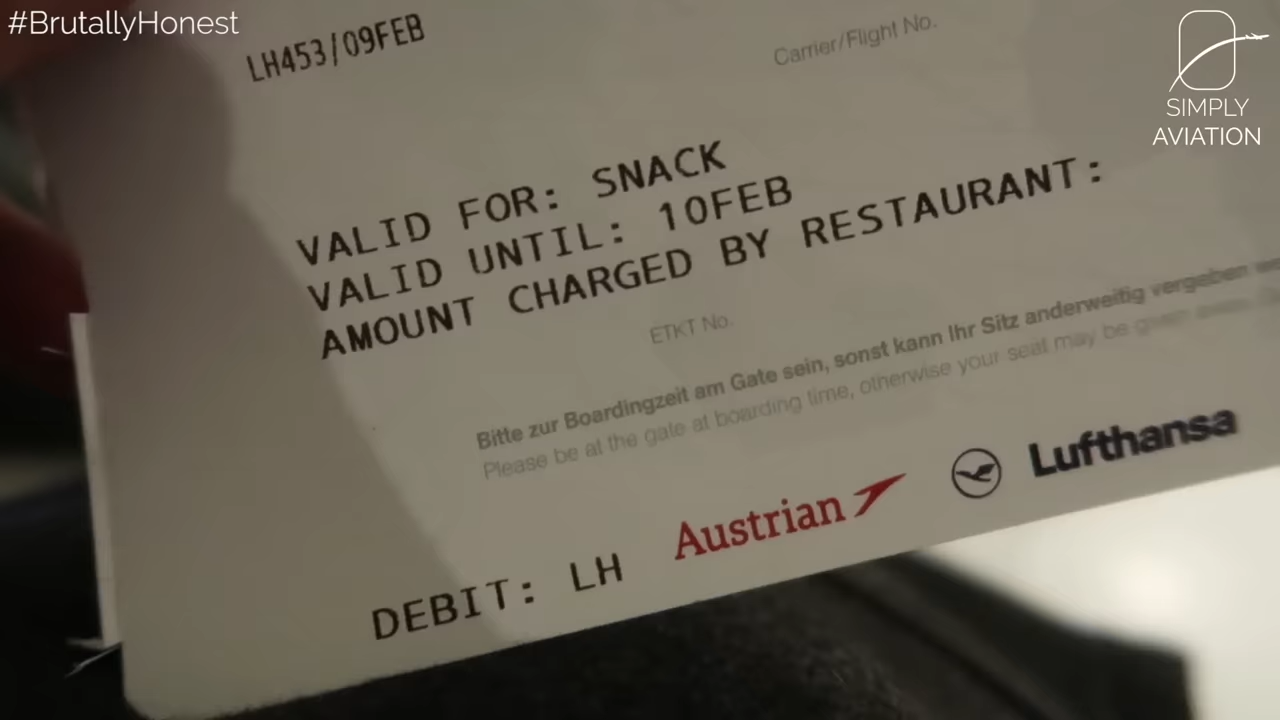 #BrutallyHonest
SIMPLY
AVIATION
LH453/09FEB
Carrier/Flight No.
VALID FOR: SNACK
VALID UNTIL: 10FEB
AMOUNT CHARGED BY RESTAURANT:
ETKT No.
Bitte zur Boardingzeit am Gate sein, sonst kann Ihr Sitz anderweitig vergeben
Please be at the gate at boarding time, otherwise your seat may be given
Austrian
Lufthansa
DEBIT: LH